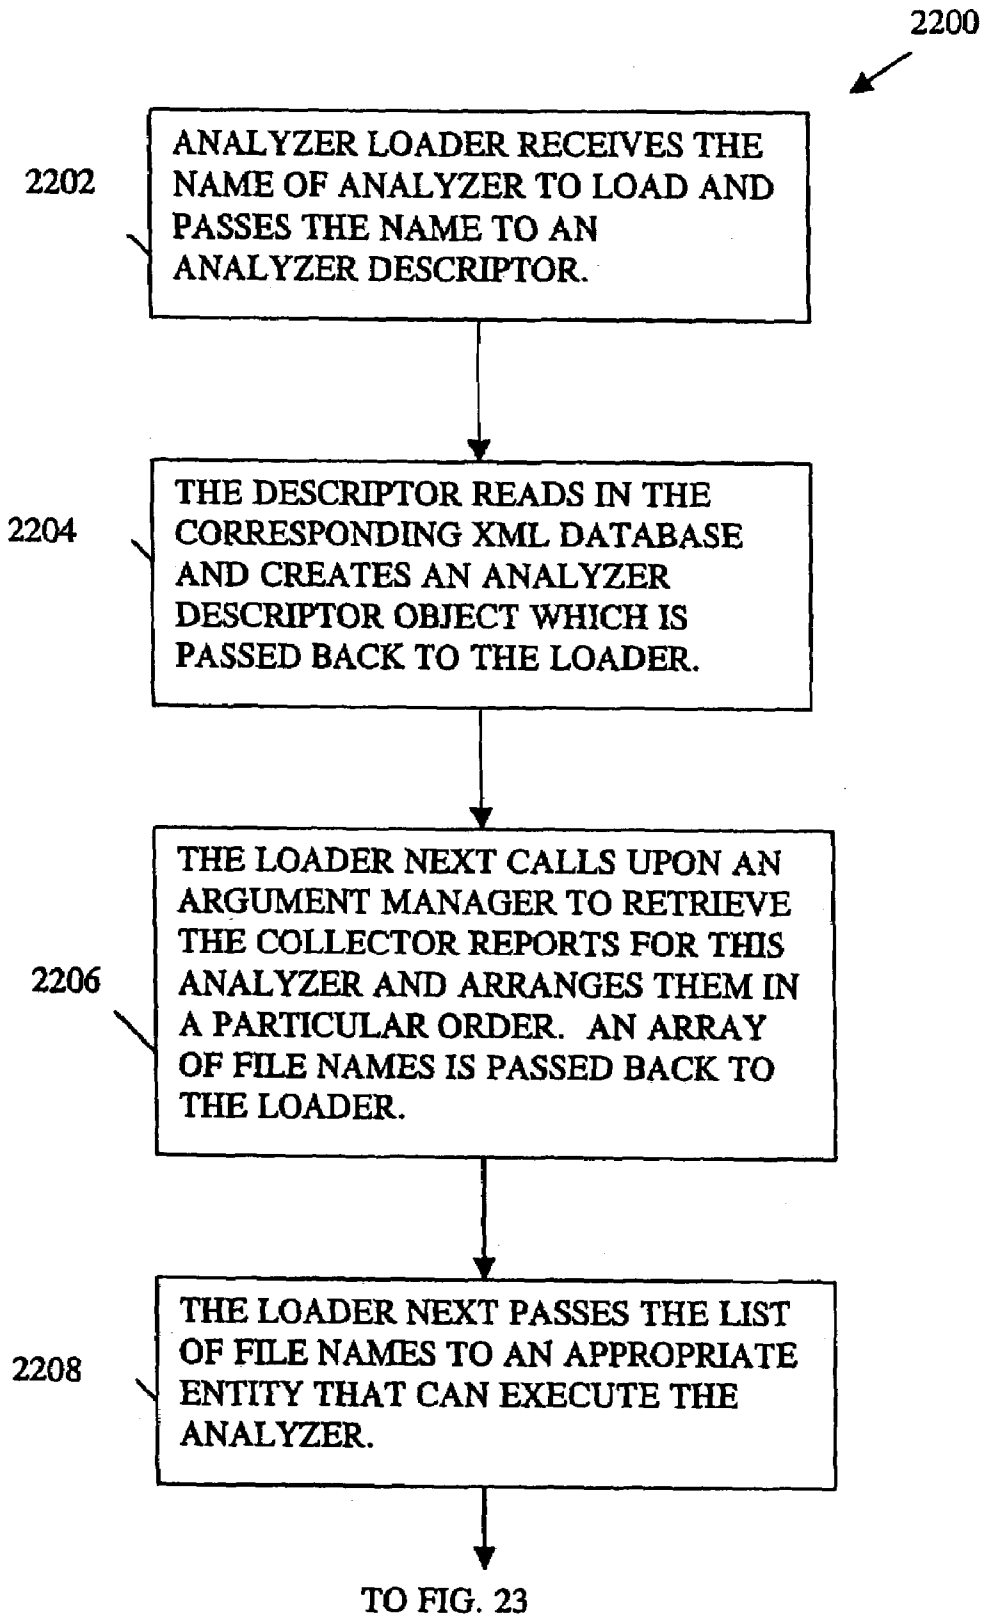 2200
2202
ANALYZER LOADER RECEIVES THE
NAME OF ANALYZER TO LOAD AND
PASSES THE NAME TO AN
ANALYZER DESCRIPTOR.
2204
THE DESCRIPTOR READS IN THE
CORRESPONDING XML DATABASE
AND CREATES AN ANALYZER
DESCRIPTOR OBJECT WHICH IS
PASSED BACK TO THE LOADER.
2206
THE LOADER NEXT CALLS UPON AN
ARGUMENT MANAGER TO RETRIEVE
THE COLLECTOR REPORTS FOR THIS
ANALYZER AND ARRANGES THEM IN
A PARTICULAR ORDER. AN ARRAY
OF FILE NAMES IS PASSED BACK TO
THE LOADER.
2208
THE LOADER NEXT PASSES THE LIST
OF FILE NAMES TO AN APPROPRIATE
ENTITY THAT CAN EXECUTE THE
ANALYZER.
TO FIG. 23